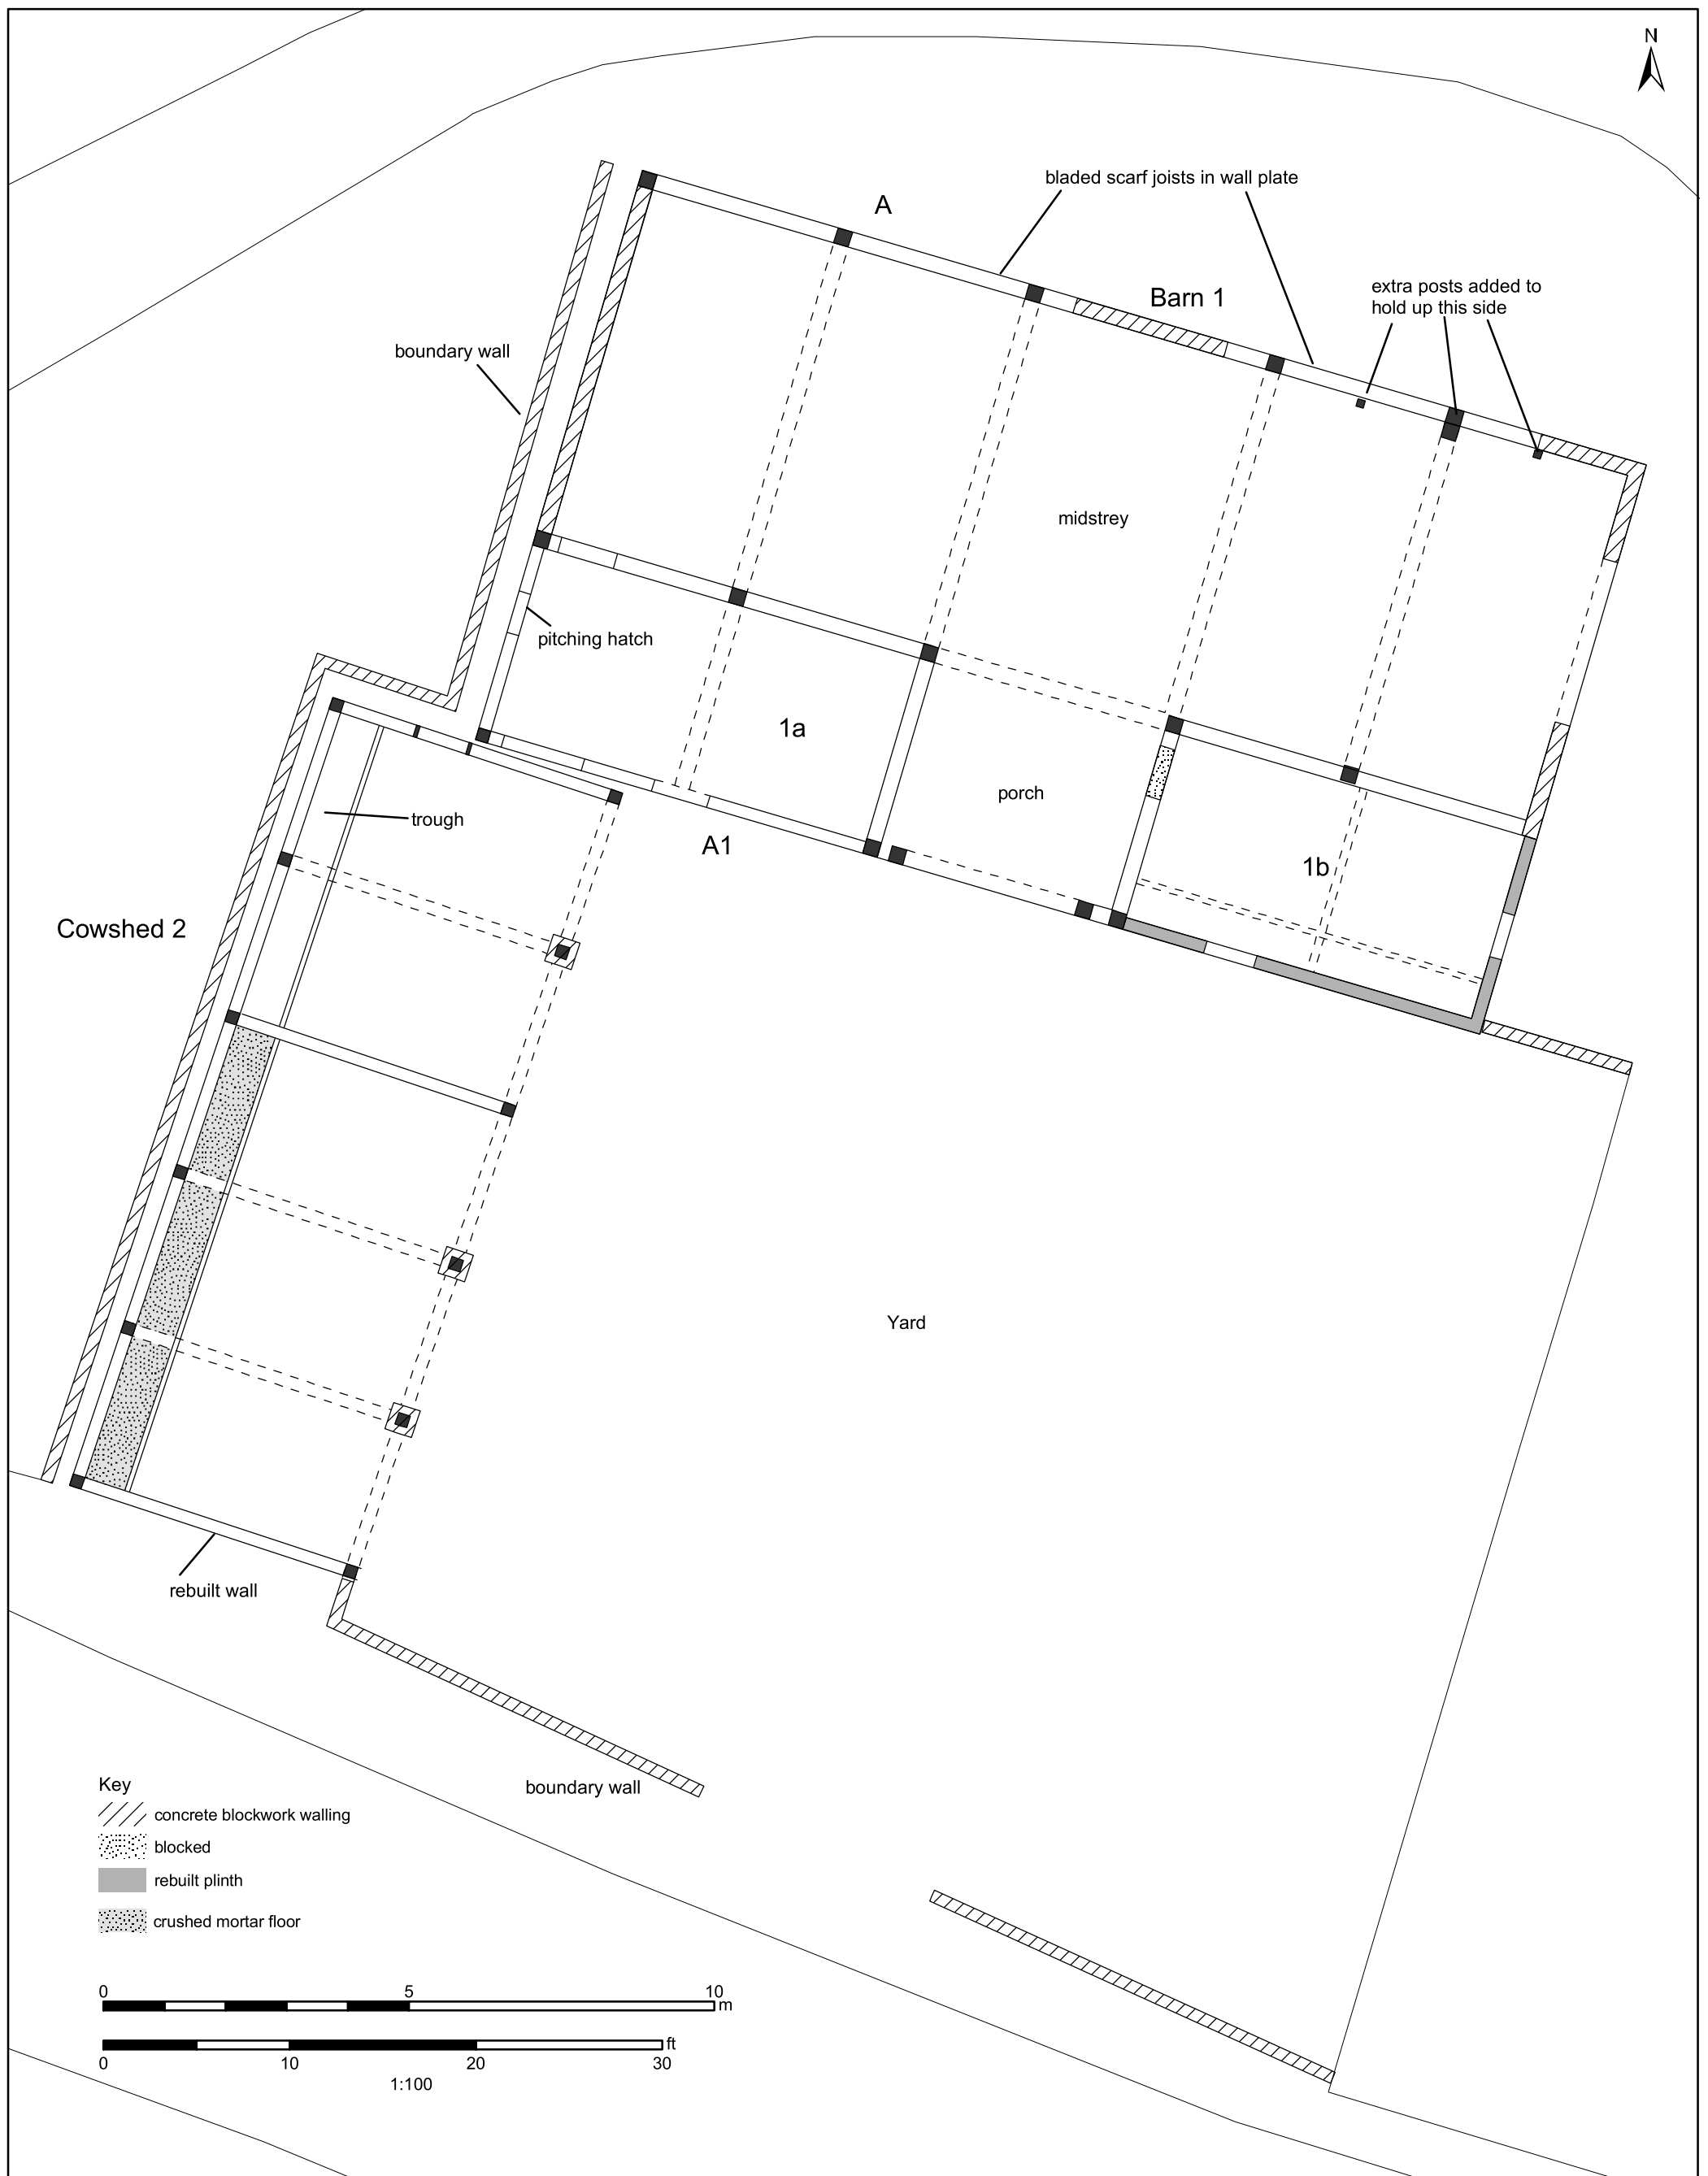 N
bladed scarf joists in wall plate
A
Barn 1
extra posts added to
hold up this side
boundary wall
midstrey
pitching hatch
1a
porch
trough
A1
1b
Cowshed 2
Yard
rebuilt wall
boundary wall
Key
concrete blockwork walling
blocked
rebuilt plinth
crushed mortar floor
0 5 10
m
ft
0 10 20 30
1:100